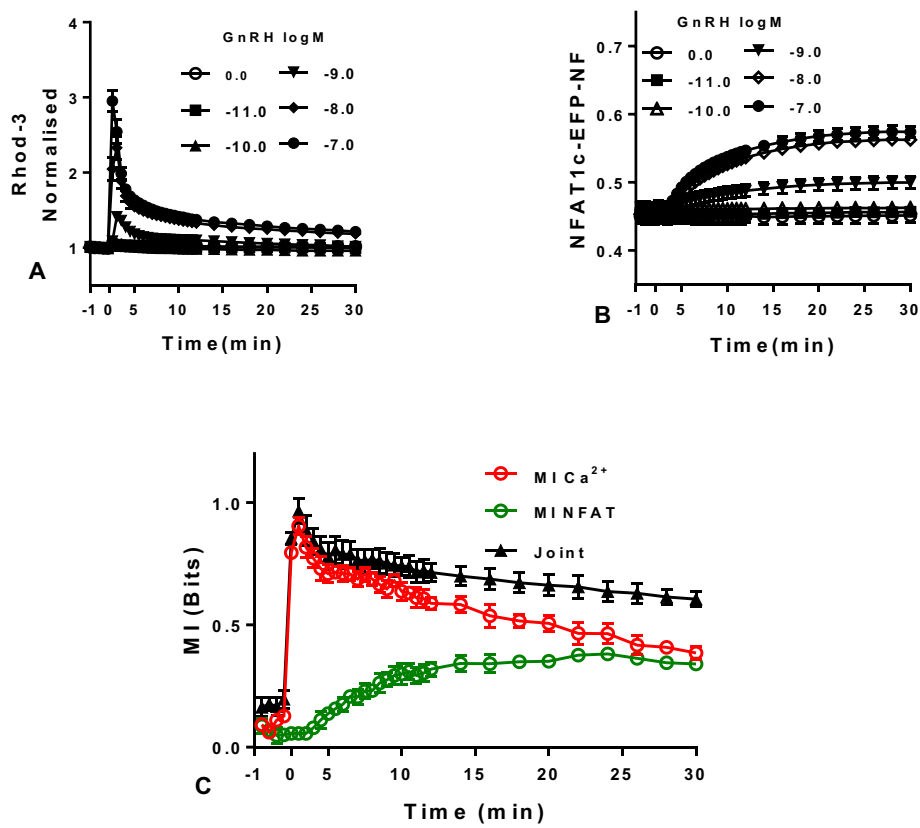 4
3
2
1
Rhod-3
Normalised
GnRH logM
0.0
-11.0
-10.0
-9.0
-8.0
-7.0
-1 0 5 10 15 20 25 30
Time(min)
A
0.7
0.6
0.5
0.4
NFAT1c-EFP-NF
GnRH logM
0.0
-11.0
-10.0
-9.0
-8.0
-7.0
-1 0 5 10 15 20 25 30
Time(min)
B
1.0
0.5
0.0
MI (Bits)
MI Ca2+
MI NFAT
Joint
-1 0 5 10 15 20 25 30
Time (min)
C